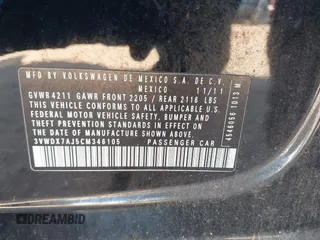 MFD BY VOLKSWAGEN DE MEXICO S.A. DE C.V.
MEXICO 11/11
GVWR 4211 GAWR FRONT 2205 / REAR 2116 LBS
THIS VEHICLE CONFORMS TO ALL APPLICABLE U.S.
FEDERAL MOTOR VEHICLE SAFETY, BUMPER AND
THEFT PREVENTION STANDARDS IN EFFECT ON THE
DATE OF MANUFACTURE SHOWN ABOVE.
3VWDX7AJ5CM346105 PASSENGER CAR
4546056 1013 M
DREAMBID